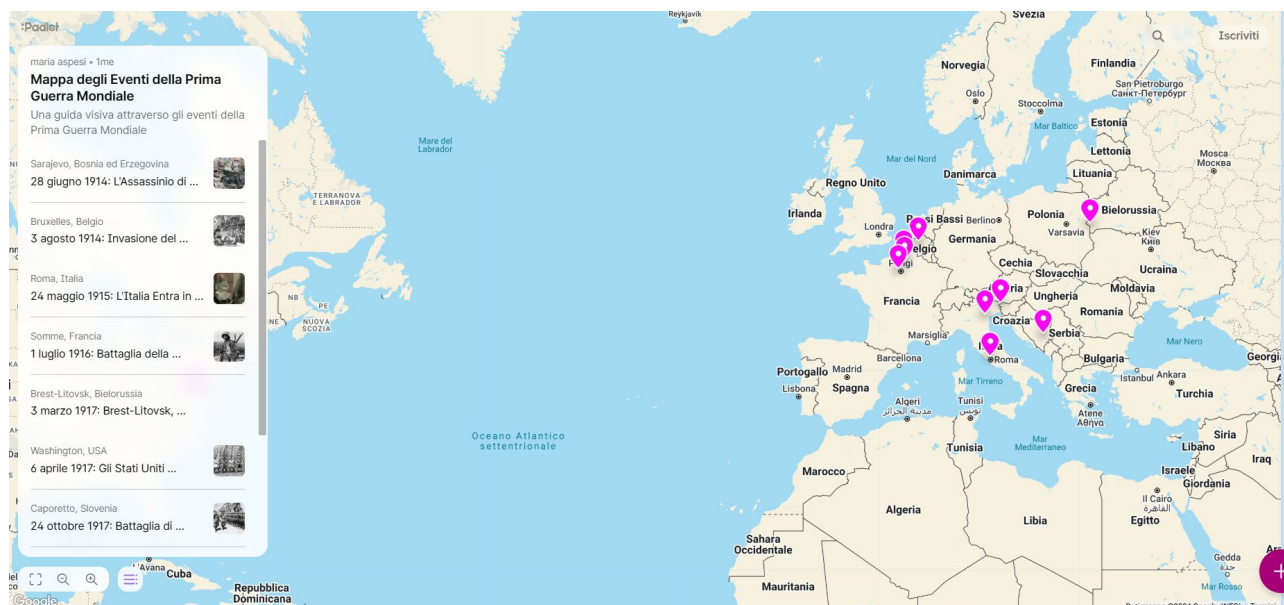 :Padlet
maria aspesi • 1me
Mappa degli Eventi della Prima
Guerra Mondiale
Una guida visiva attraverso gli eventi della
Prima Guerra Mondiale
Sarajevo, Bosnia ed Erzegovina
28 giugno 1914: L'Assassinio di ...
Bruxelles, Belgio
3 agosto 1914: Invasione del ...
Roma, Italia
24 maggio 1915: L'Italia Entra in ...
Somme, Francia
1 luglio 1916: Battaglia della ...
Brest-Litovsk, Bielorussia
3 marzo 1917: Brest-Litovsk, ...
Washington, USA
6 aprile 1917: Gli Stati Uniti ...
Caporetto, Slovenia
24 ottobre 1917: Battaglia di ...
Iscriviti
Reykjavík
Svezia
Norvegia
Finlandia
San Pietroburgo
Санкт-Петербург
Oslo
Stoccolma
Mar Baltico
Estonia
Lettonia
Mosca
Москва
Mare del
Labrador
Mar del Nord
Danimarca
Lituania
Regno Unito
TERRANOVA
E LABRADOR
Irlanda
Bassi
Berlino
Polonia
Bielorussia
Londra
Varsavia
Kiev
Київ
Germania
Cechia
Slovacchia
Ucraina
Moldavia
Ungheria
NB
PE
NUOVA
SCOZIA
Francia
Romania
Croazia
Serbia
Marsiglia
Mar Nero
Barcellona
Roma
Bulgaria
Portogallo
Madrid
Istanbul
Ankara
Lisbona
Spagna
Mar Tirreno
Grecia
Turchia
Algeri
مدينة الجزائر
Tunisi
تونس
Atene
Αθήνα
Oceano Atlantico
settentrionale
Tunisia
Mar
Mediterraneo
Siria
Libano
Iraq
Marocco
Israele
Giordania
Il Cairo
القاهرة
Egitto
Algeria
Libia
Sahara
Occidentale
Gedda
جدة
L'Avana
Cuba
Repubblica
Dominicana
Mauritania
Mar Rosso
Google